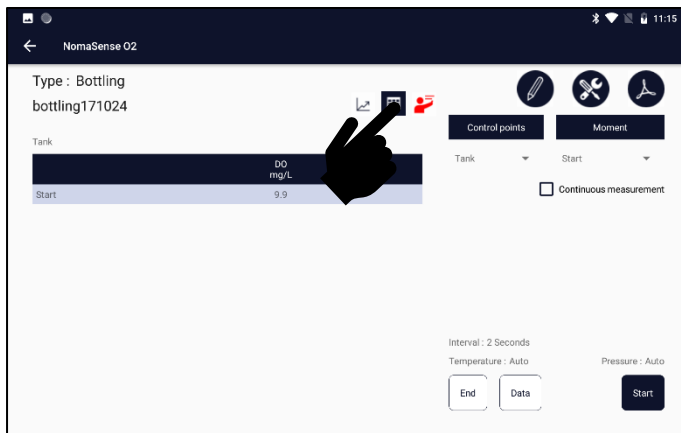 11:15
NomaSense O2
Type : Bottling
bottling171024
Tank
DO
mg/L
Start 9.9
Control points Moment
Tank Start
Continuous measurement
Interval : 2 Seconds
Temperature : Auto Pressure : Auto
End Data Start